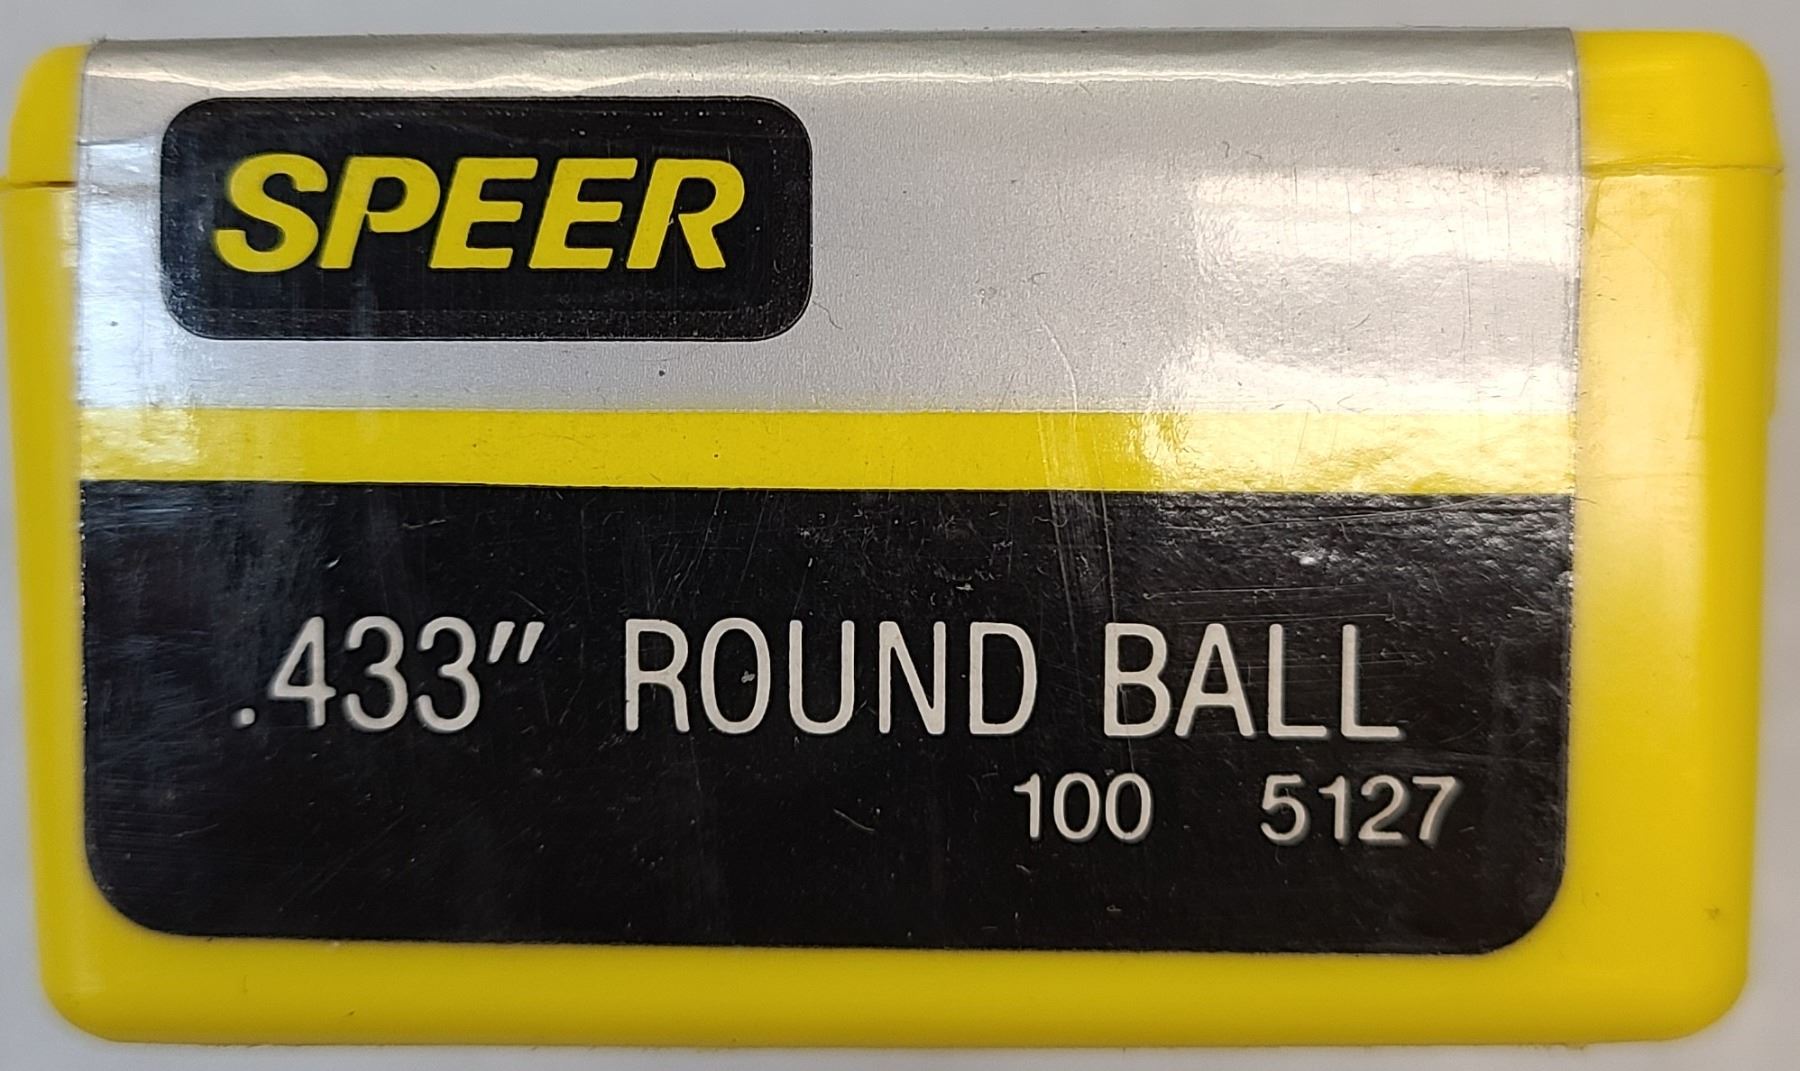 SPEER
.433" ROUND BALL
100 5127